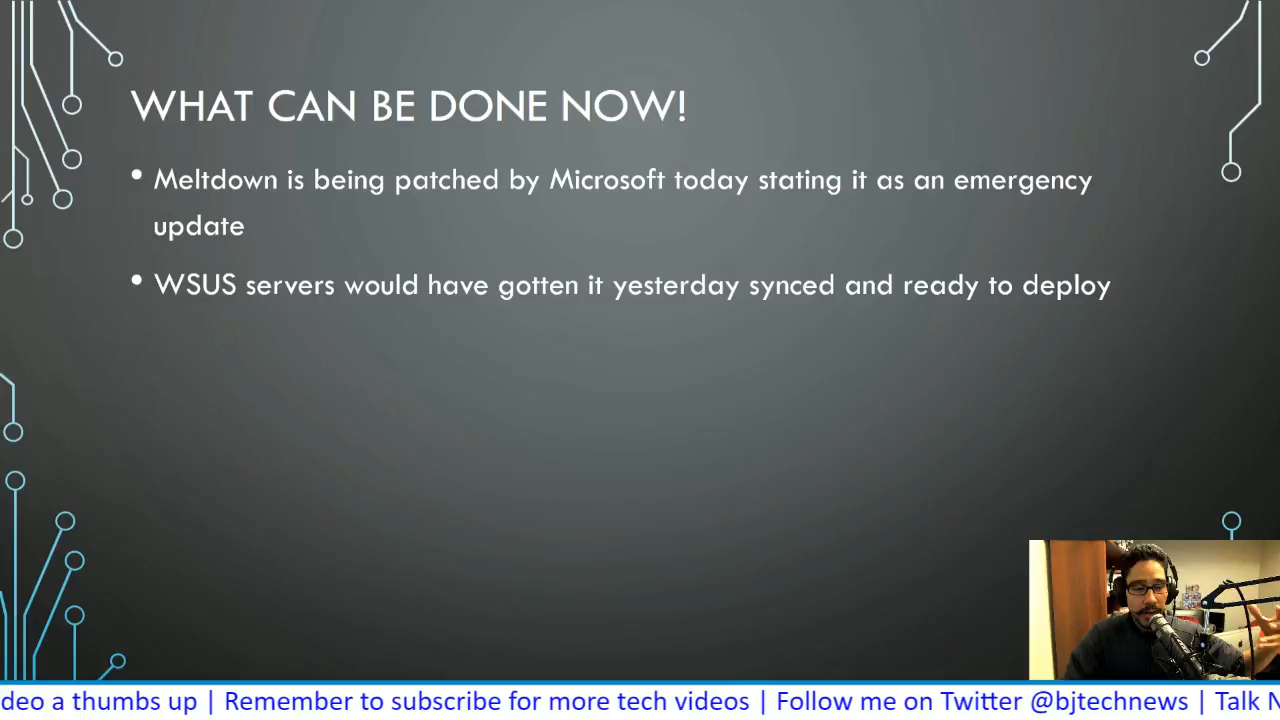 WHAT CAN BE DONE NOW!
• Meltdown is being patched by Microsoft today stating it as an emergency
update
• WSUS servers would have gotten it yesterday synced and ready to deploy
deo a thumbs up | Remember to subscribe for more tech videos | Follow me on Twitter @bjtechnews | Talk N